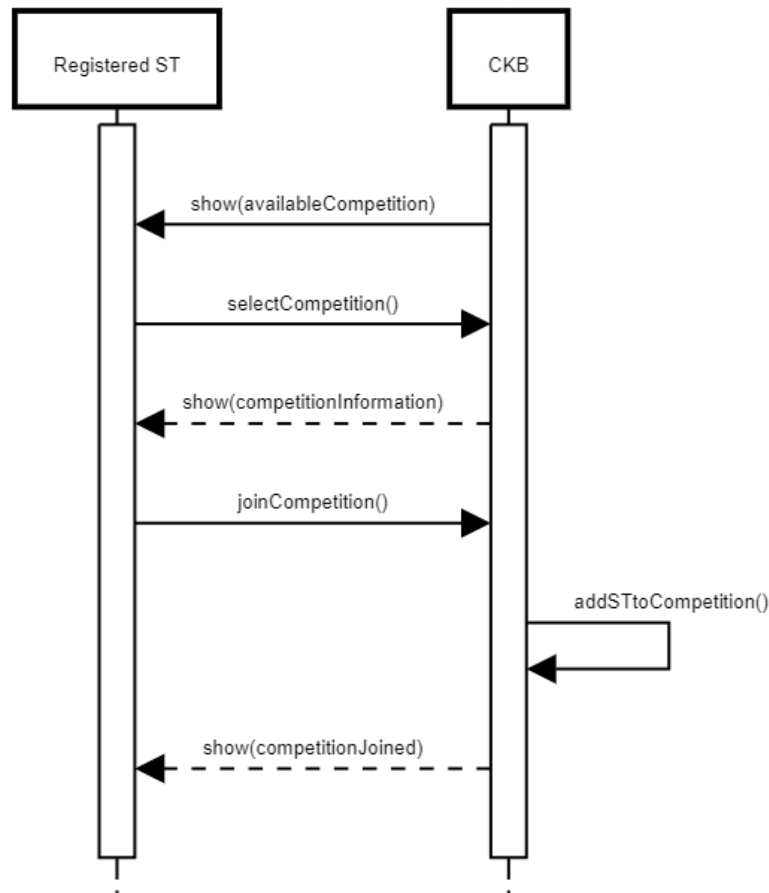 Registered ST
CKB
show(availableCompetition)
selectCompetition()
show(competitionInformation)
joinCompetition()
addSTtoCompetition()
show(competitionJoined)